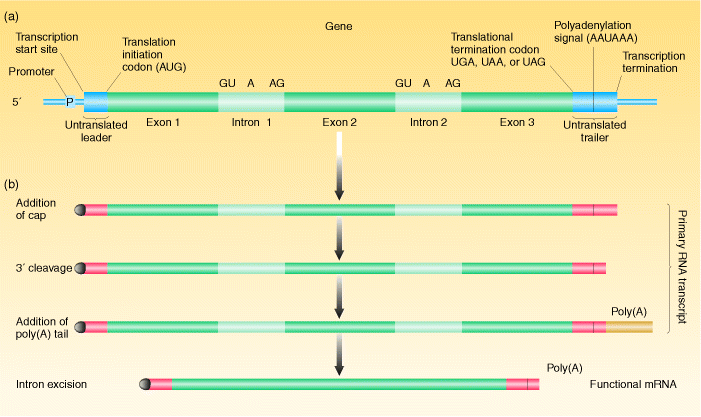 (a)
Gene
Transcription
start site
Translation
initiation
codon (AUG)
Translational
termination codon
UGA, UAA, or UAG
Polyadenylation
signal (AAUAAA)
Transcription
termination
Promoter
GU A AG
GU A AG
5′
P
Untranslated
leader
Exon 1
Intron 1
Exon 2
Intron 2
Exon 3
Untranslated
trailer
(b)
Addition
of cap
3′ cleavage
Addition of
poly(A) tail
Poly(A)
Primary RNA transcript
Intron excision
Poly(A)
Functional mRNA